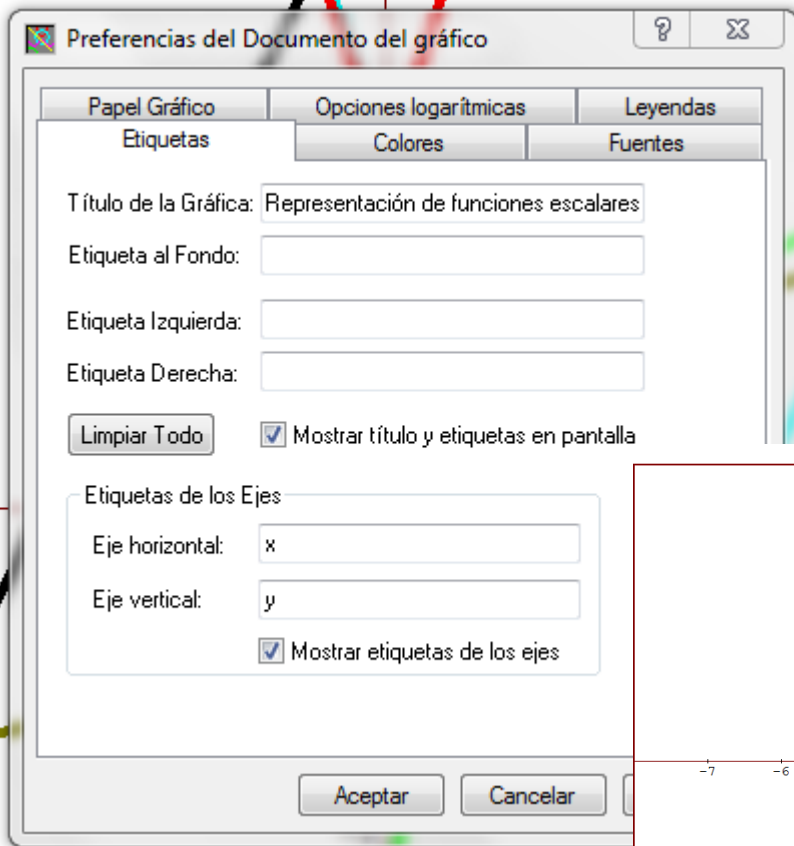 Preferencias del Documento del gráfico
Papel Gráfico
Opciones logarítmicas
Leyendas
Etiquetas
Colores
Fuentes
Título de la Gráfica: Representación de funciones escalares
Etiqueta al Fondo:
Etiqueta Izquierda:
Etiqueta Derecha:
Limpiar Todo
Mostrar título y etiquetas en pantalla
Etiquetas de los Ejes
Eje horizontal: x
Eje vertical: y
Mostrar etiquetas de los ejes
Aceptar
Cancelar
-7 -6